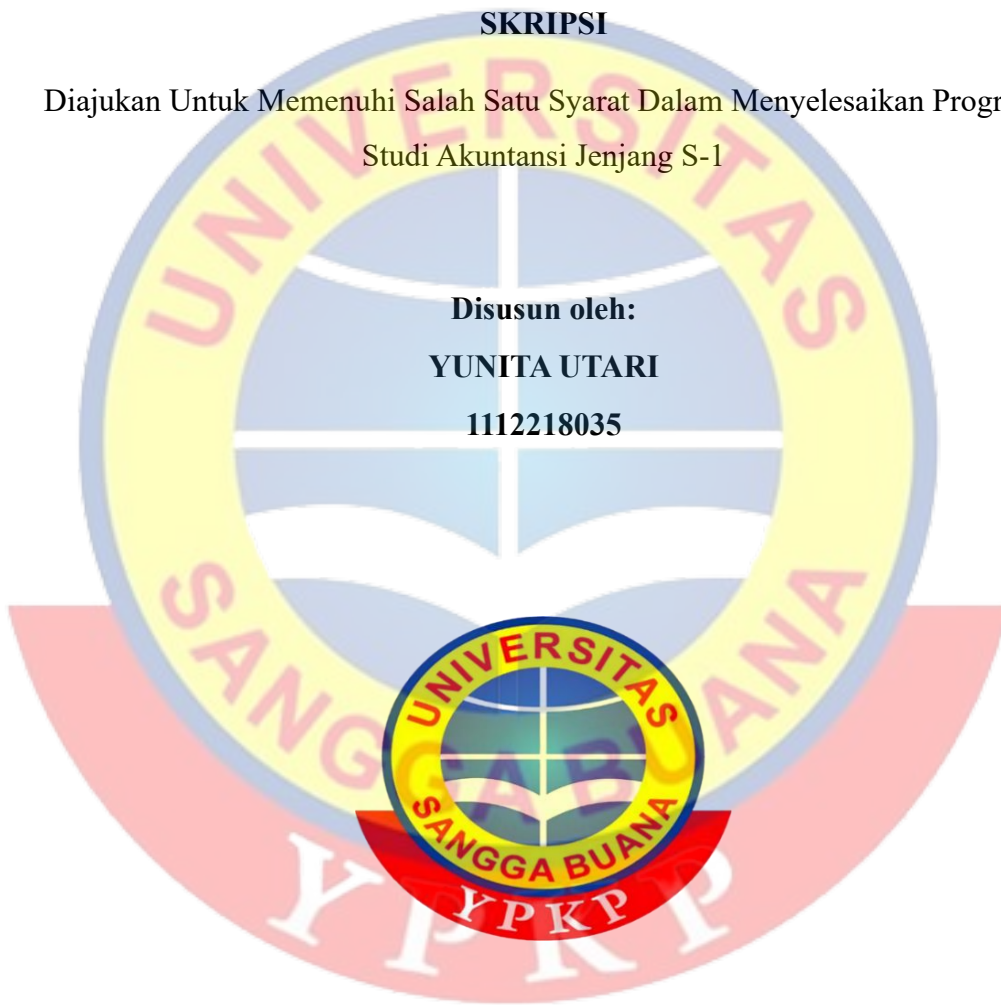 SKRIPSI
Diajukan Untuk Memenuhi Salah Satu Syarat Dalam Menyelesaikan Progr
Studi Akuntansi Jenjang S-1
Disusun oleh:
YUNITA UTARI
1112218035
UNIVERSITAS
SANGGA BUANA
YPKP
UNIVERSITAS
SANGGA BUANA
YPKP